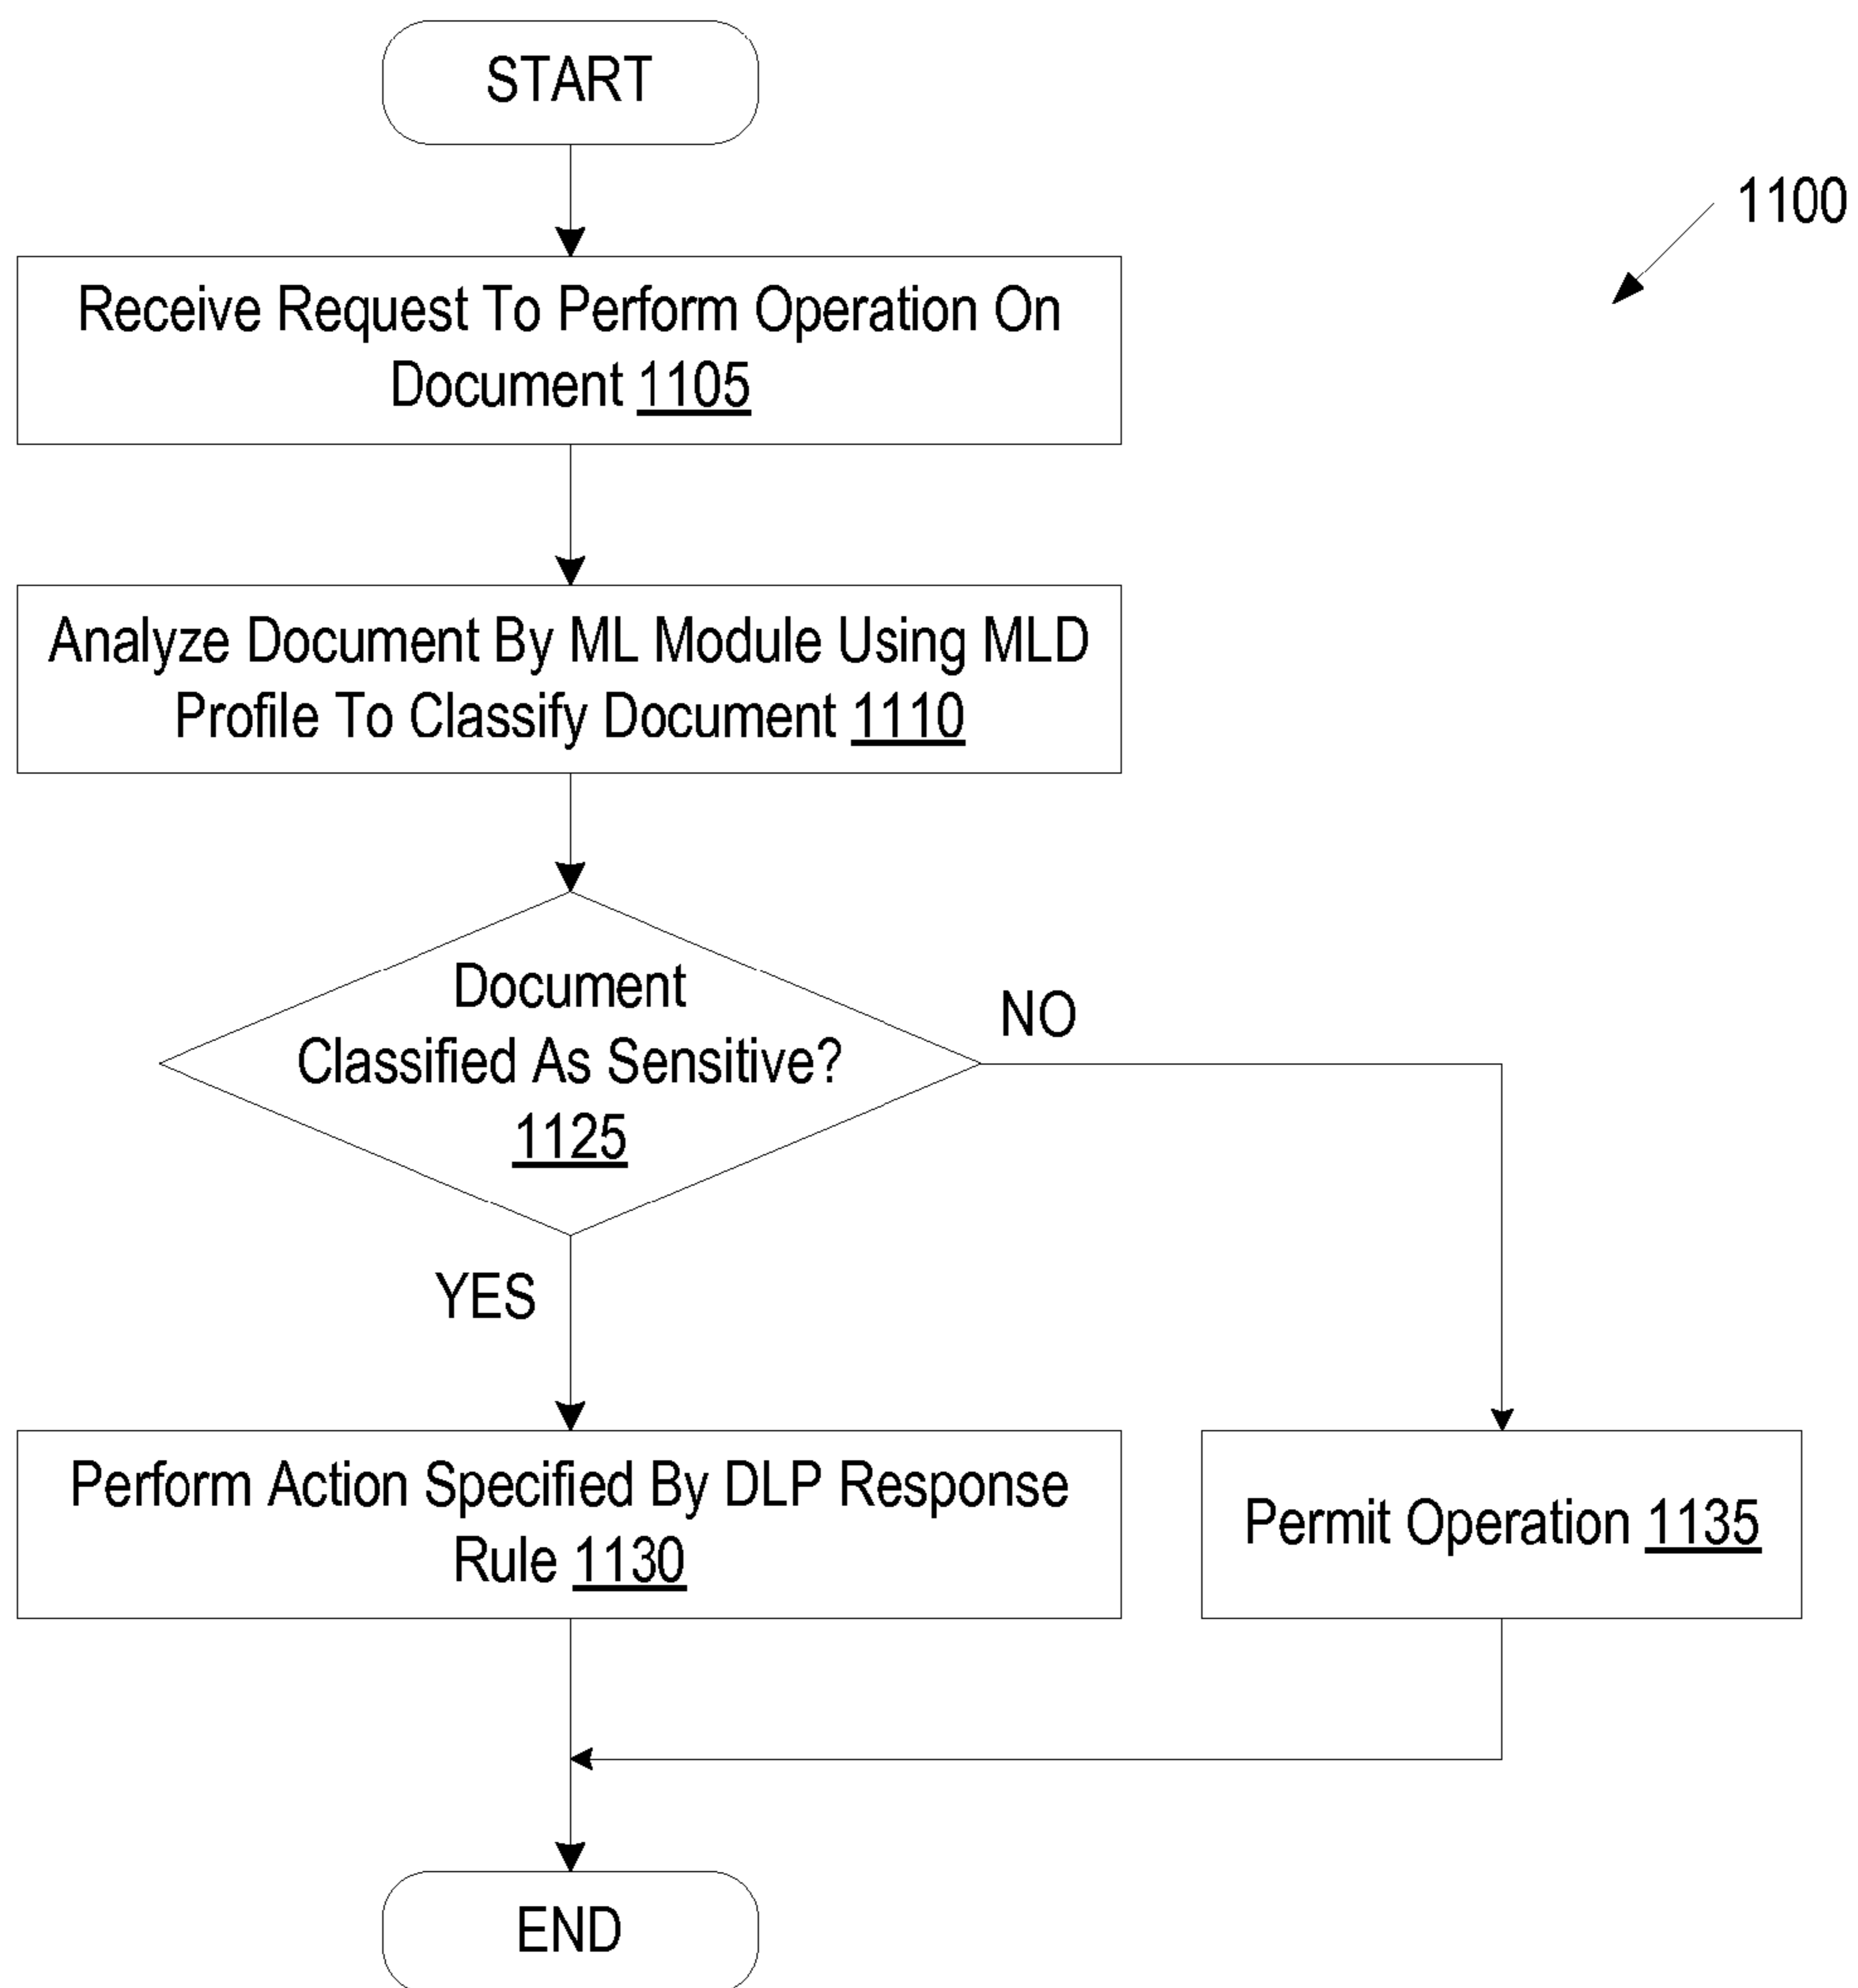 START
1100
Receive Request To Perform Operation On
Document 1105
Analyze Document By ML Module Using MLD
Profile To Classify Document 1110
Document
Classified As Sensitive?
1125
NO
YES
Perform Action Specified By DLP Response
Rule 1130
Permit Operation 1135
END